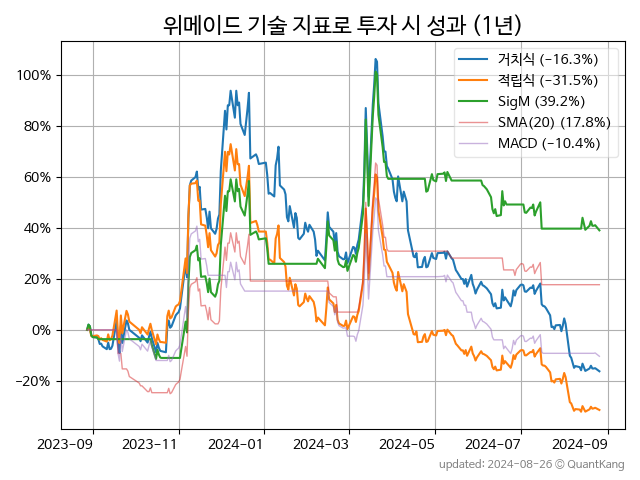 위메이드 기술 지표로 투자 시 성과 (1년)
거치식 (−16.3%)
적립식 (−31.5%)
SigM (39.2%)
SMA(20) (17.8%)
MACD (−10.4%)
100%
80%
60%
40%
20%
0%
−20%
2023-09
2023-11
2024-01
2024-03
2024-05
2024-07
2024-09
updated: 2024-08-26 © QuantKang